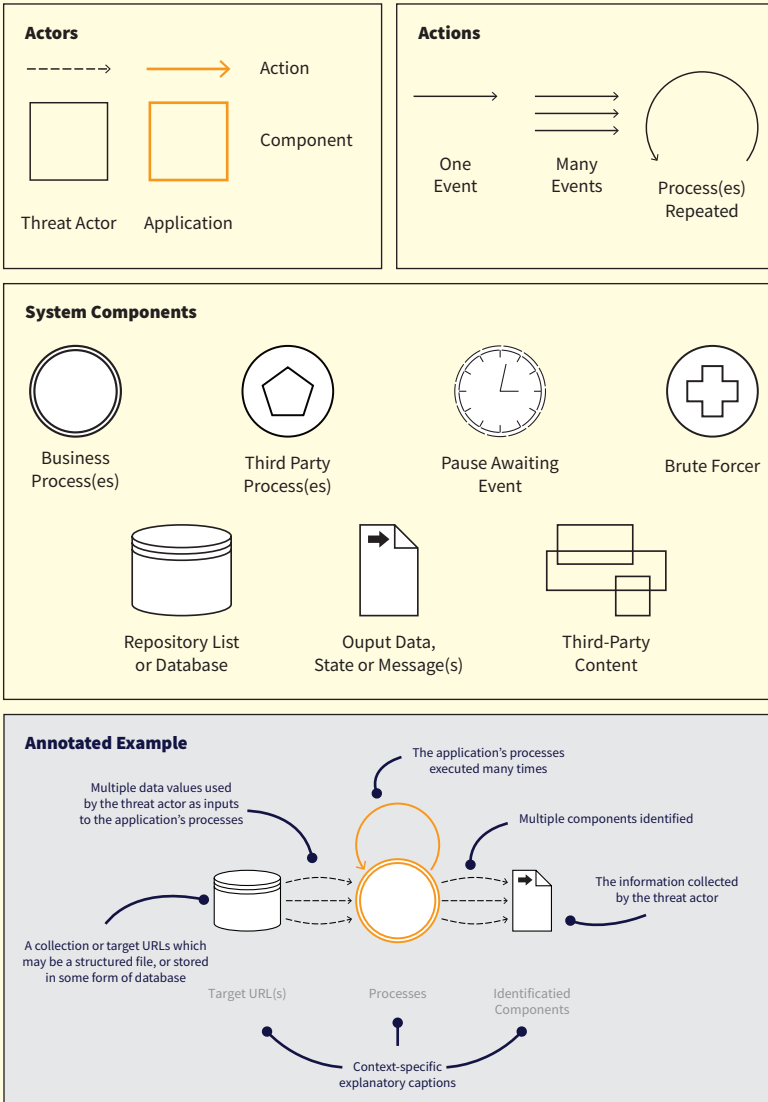 Actors
Action
Component
Threat Actor
Application
Actions
One
Event
Many
Events
Process(es)
Repeated
System Components
Business
Process(es)
Third Party
Process(es)
Pause Awaiting
Event
Brute Forcer
Repository List
or Database
Ouput Data,
State or Message(s)
Third-Party
Content
Annotated Example
The application's processes
executed many times
Multiple data values used
by the threat actor as inputs
to the application's processes
Multiple components identified
The information collected
by the threat actor
A collection or target URLs which
may be a structured file, or stored
in some form of database
Target URL(s)
Processes
Identificatied
Components
Context-specific
explanatory captions